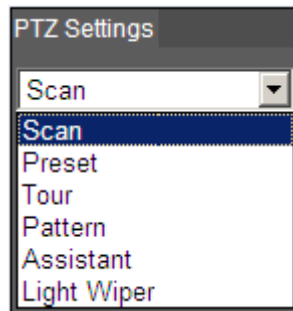 PTZ Settings
Scan
Scan
Preset
Tour
Pattern
Assistant
Light Wiper